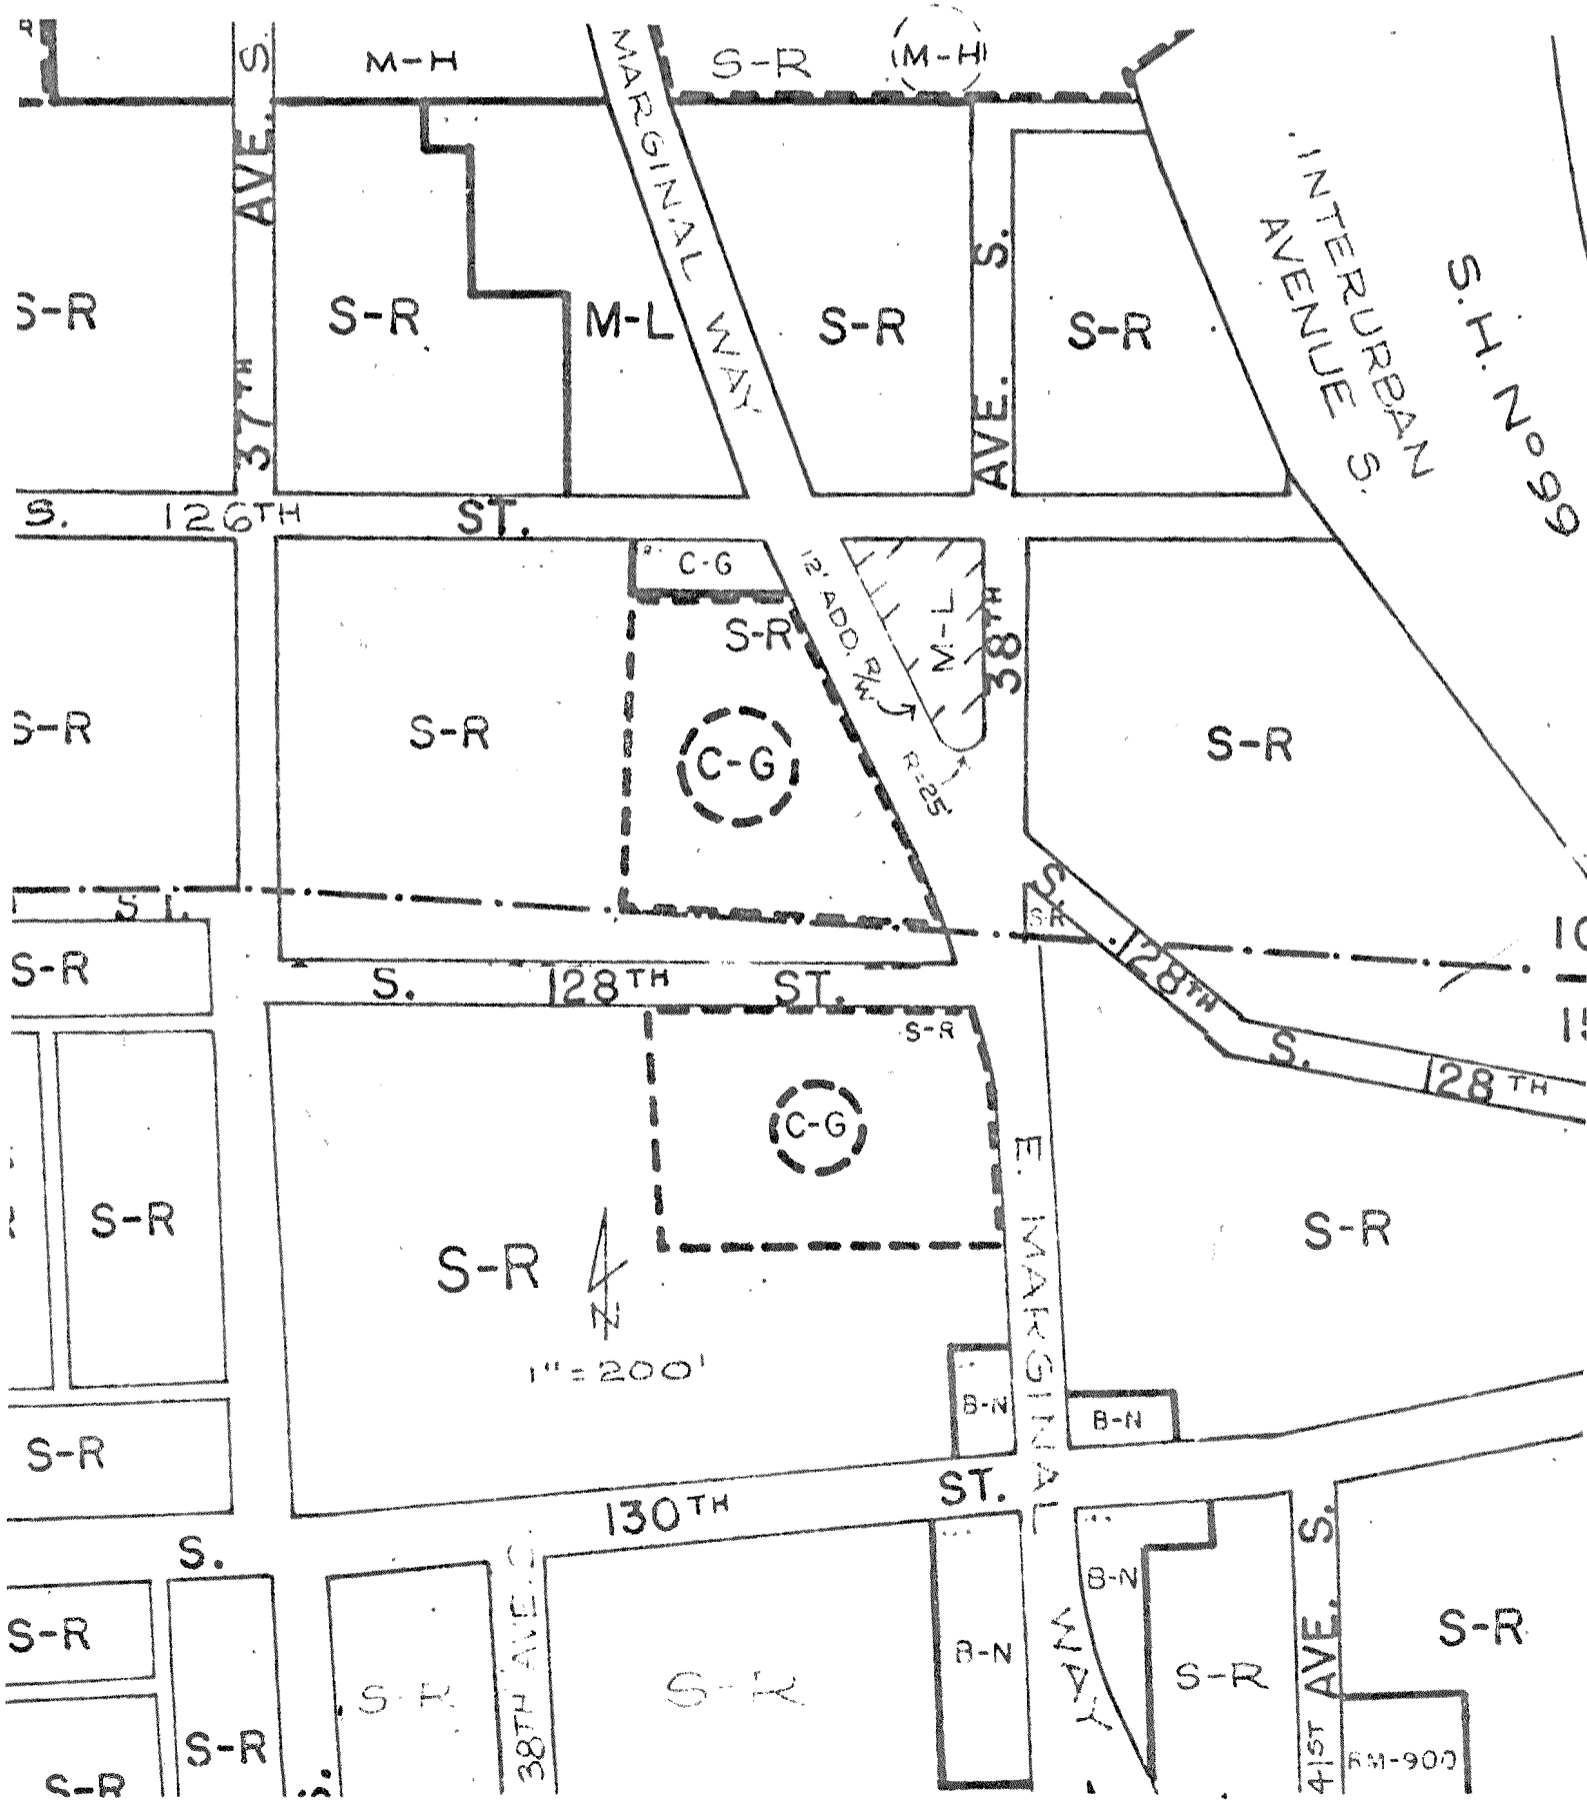 M-H
S-R
(M-H)
37TH AVE. S.
MARGINAL WAY
INTERURBAN
AVENUE S.
S.H. No 99
S-R
S-R
M-L
S-R
AVE. S.
S-R
S. 126TH ST.
C-G
S-R
12' ADD. R/W
M-L
38TH
S-R
S-R
C-G
S-R
R=25'
S-R
S. 128TH
S. 128TH
S-R
S. 128TH ST.
S-R
C-G
S-R
S-R
S-R
N
1"=200'
E. MARGINAL WAY
B-N
B-N
S-R
S. 130TH ST.
B-N
B-N
S-R
S-R
S-R
38TH AVE. S
S-R
S-R
41ST AVE. S.
S-R
S-R
S-R
RM-900